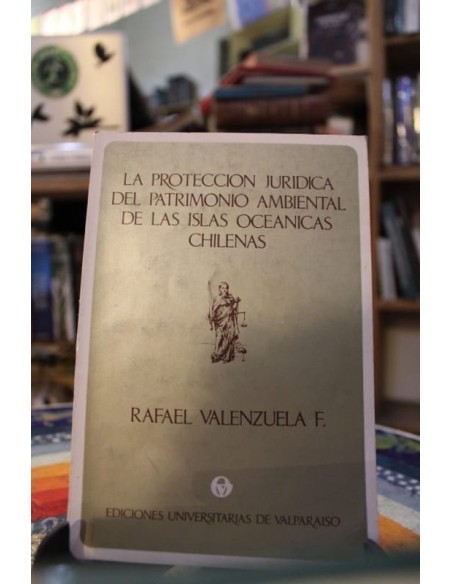 LA PROTECCION JURIDICA
DEL PATRIMONIO AMBIENTAL
DE LAS ISLAS OCEANICAS
CHILENAS
RAFAEL VALENZUELA F.
EDICIONES UNIVERSITARIAS DE VALPARAISO